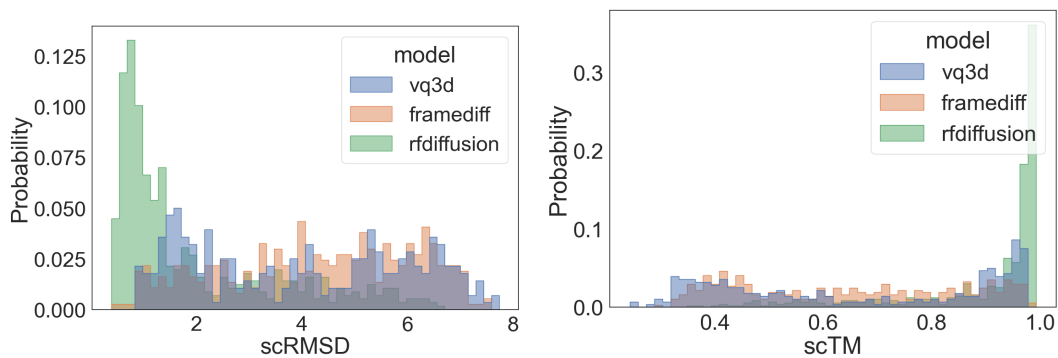 0.125
0.100
0.075
0.050
0.025
0.000
Probability
2
4
6
8
scRMSD
model
vq3d
framediff
rfdiffusion
0.3
0.2
0.1
0.0
Probability
0.4
0.6
0.8
1.0
scTM
model
vq3d
framediff
rfdiffusion